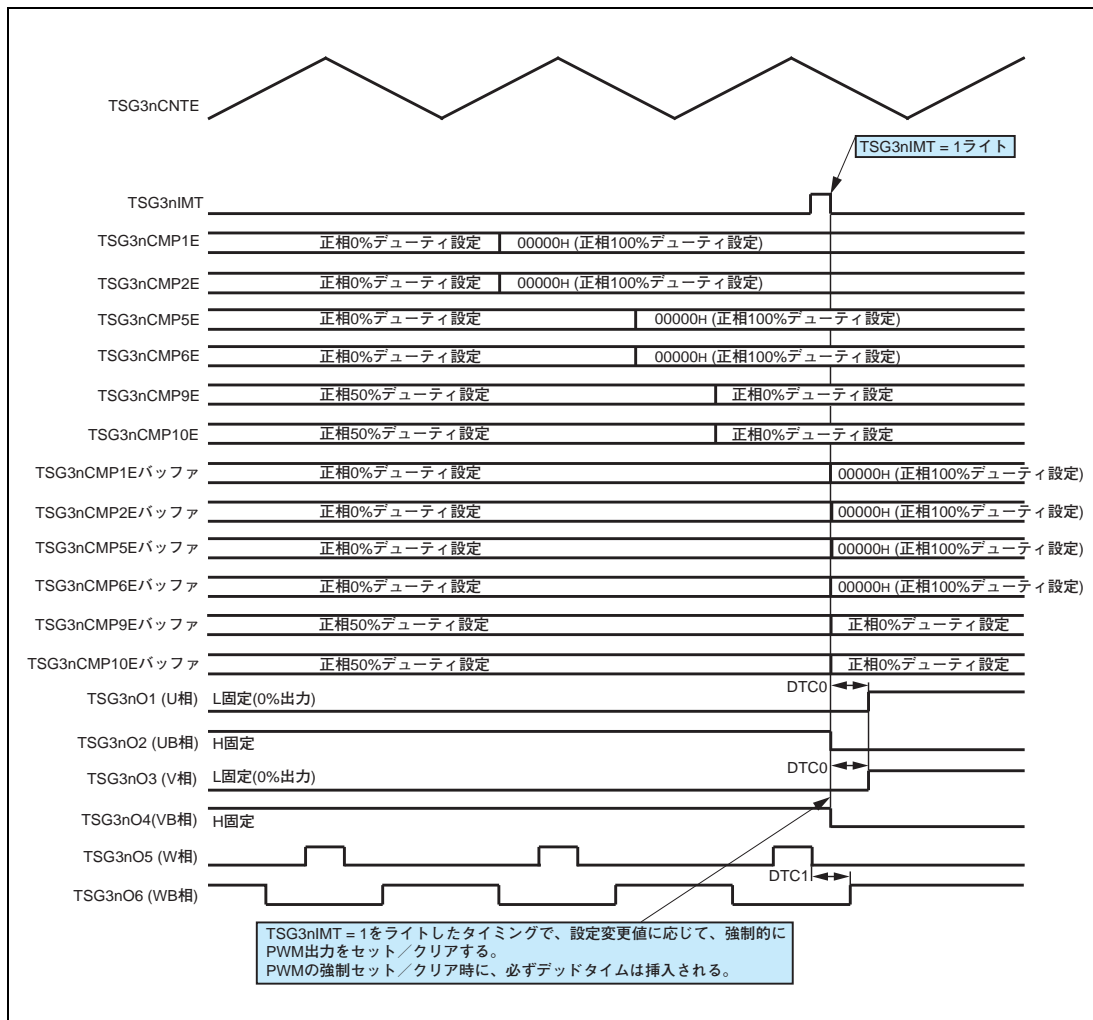 TSG3nCNTE
TSG3nIMT = 1ライト
TSG3nIMT
TSG3nCMP1E 正相0%デューティ設定 00000H (正相100%デューティ設定)
TSG3nCMP2E 正相0%デューティ設定 00000H (正相100%デューティ設定)
TSG3nCMP5E 正相0%デューティ設定 00000H (正相100%デューティ設定)
TSG3nCMP6E 正相0%デューティ設定 00000H (正相100%デューティ設定)
TSG3nCMP9E 正相50%デューティ設定 正相0%デューティ設定
TSG3nCMP10E 正相50%デューティ設定 正相0%デューティ設定
TSG3nCMP1Eバッファ 正相0%デューティ設定 00000H (正相100%デューティ設定)
TSG3nCMP2Eバッファ 正相0%デューティ設定 00000H (正相100%デューティ設定)
TSG3nCMP5Eバッファ 正相0%デューティ設定 00000H (正相100%デューティ設定)
TSG3nCMP6Eバッファ 正相0%デューティ設定 00000H (正相100%デューティ設定)
TSG3nCMP9Eバッファ 正相50%デューティ設定 正相0%デューティ設定
TSG3nCMP10Eバッファ 正相50%デューティ設定 正相0%デューティ設定
DTC0
TSG3nO1 (U相) L固定(0%出力)
TSG3nO2 (UB相) H固定
DTC0
TSG3nO3 (V相) L固定(0%出力)
TSG3nO4(VB相) H固定
TSG3nO5 (W相)
DTC1
TSG3nO6 (WB相)
TSG3nIMT = 1をライトしたタイミングで、設定変更値に応じて、強制的に
PWM出力をセット／クリアする。
PWMの強制セット／クリア時に、必ずデッドタイムは挿入される。